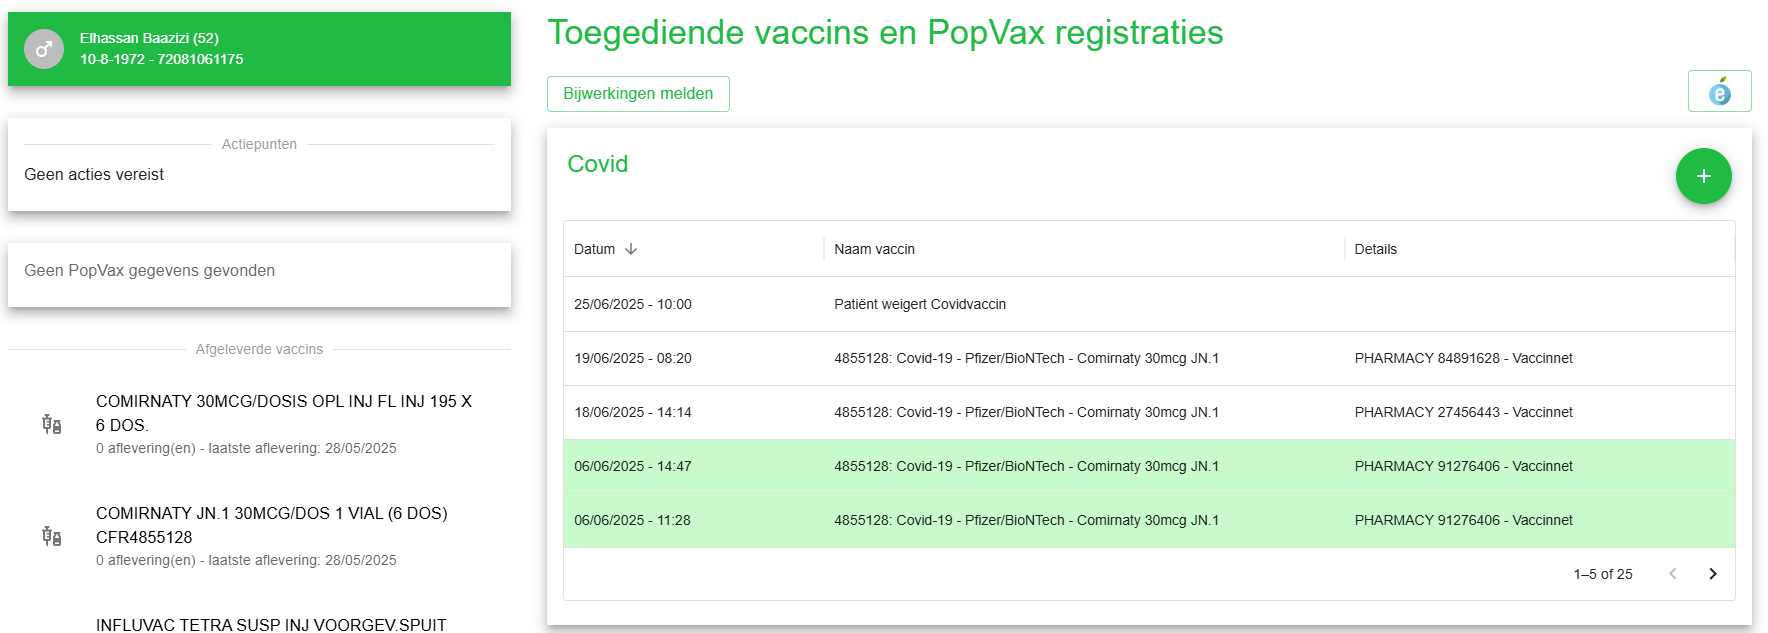 Elhassan Baazizi (52)
10-8-1972 - 72081061175
Actiepunten
Geen acties vereist
Geen PopVax gegevens gevonden
Afgeleverde vaccins
COMIRNATY 30MCG/DOSIS OPL INJ FL INJ 195 X
6 DOS.
0 aflevering(en) - laatste aflevering: 28/05/2025
COMIRNATY JN.1 30MCG/DOS 1 VIAL (6 DOS)
CFR4855128
0 aflevering(en) - laatste aflevering: 28/05/2025
INFLUVAC TETRA SUSP INJ VOORGEV.SPUIT
Toegediende vaccins en PopVax registraties
Bijwerkingen melden
e
Covid
Datum Naam vaccin Details
25/06/2025 - 10:00 Patiënt weigert Covidvaccin
19/06/2025 - 08:20 4855128: Covid-19 - Pfizer/BioNTech - Comirnaty 30mcg JN.1 PHARMACY 84891628 - Vaccinnet
18/06/2025 - 14:14 4855128: Covid-19 - Pfizer/BioNTech - Comirnaty 30mcg JN.1 PHARMACY 27456443 - Vaccinnet
06/06/2025 - 14:47 4855128: Covid-19 - Pfizer/BioNTech - Comirnaty 30mcg JN.1 PHARMACY 91276406 - Vaccinnet
06/06/2025 - 11:28 4855128: Covid-19 - Pfizer/BioNTech - Comirnaty 30mcg JN.1 PHARMACY 91276406 - Vaccinnet
1–5 of 25